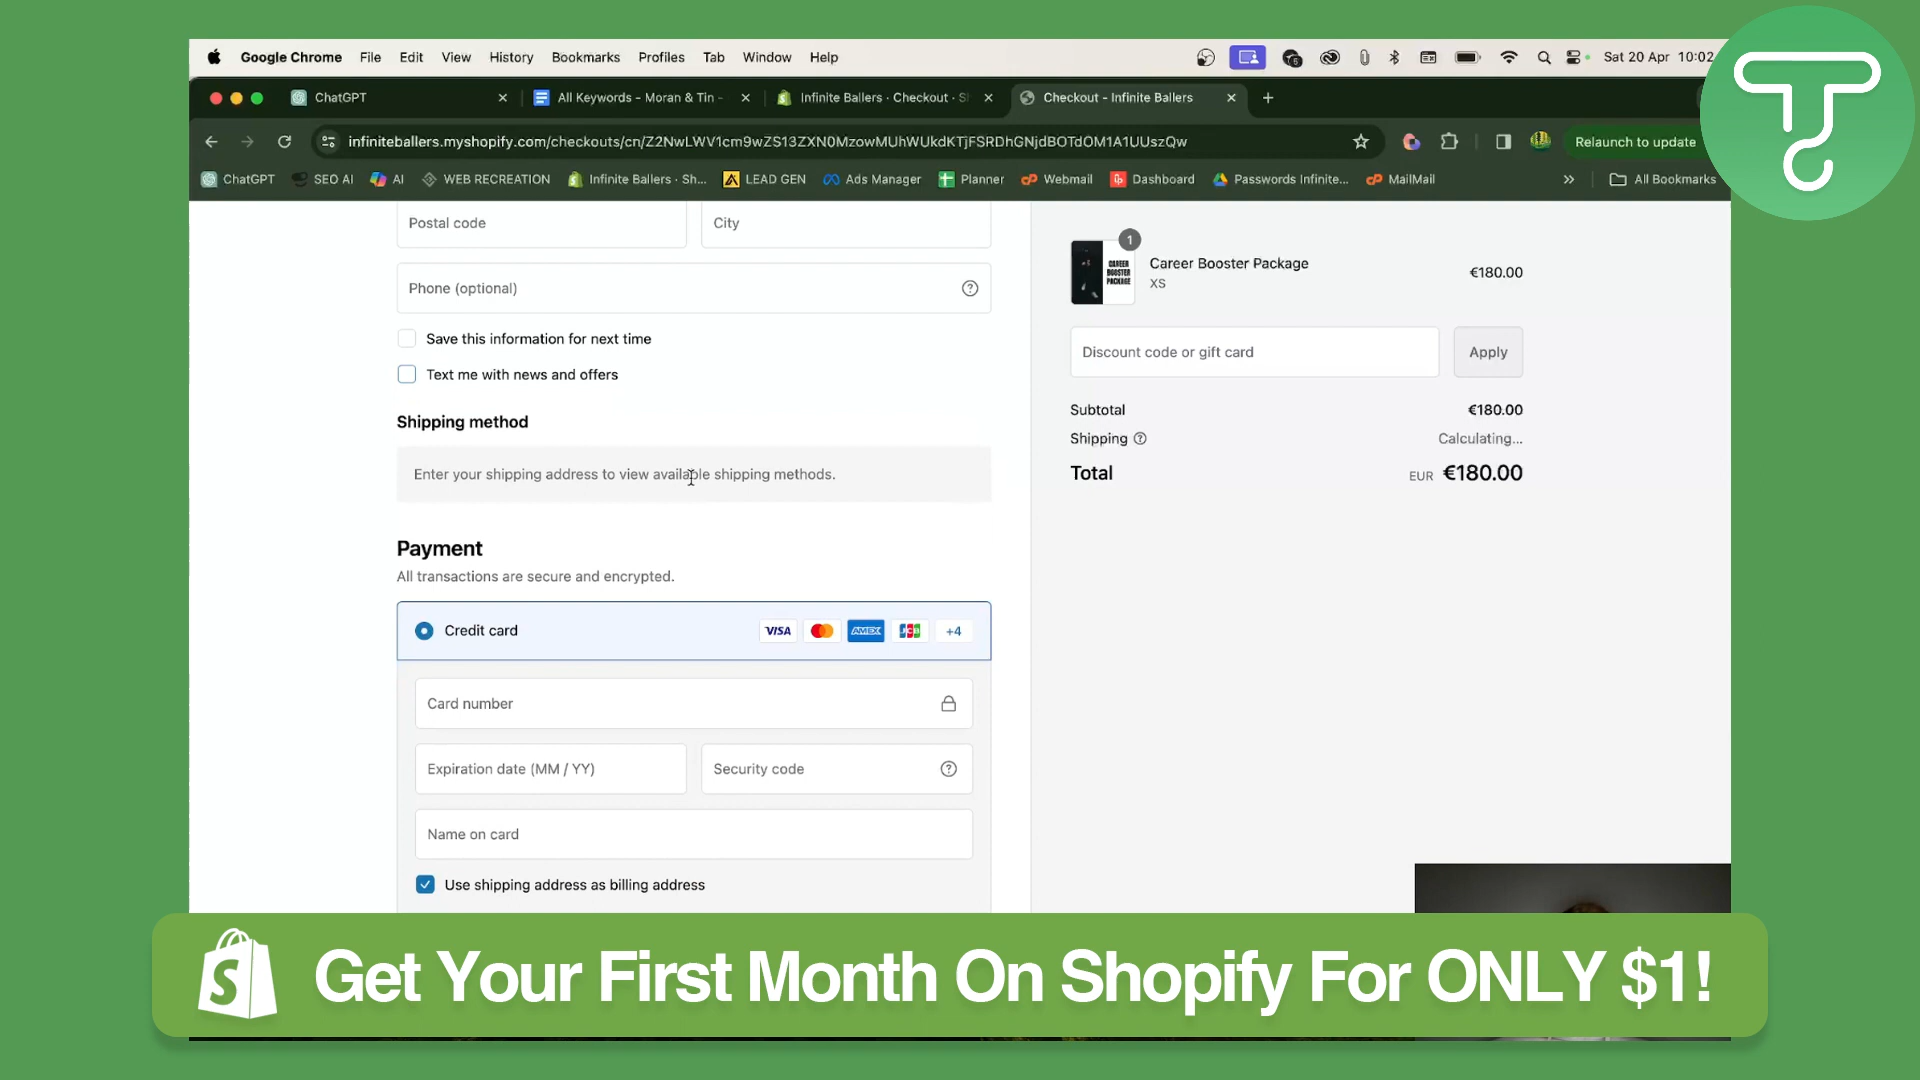 Google Chrome File Edit View History Bookmarks Profiles Tab Window Help Sat 20 Apr 10:02
ChatGPT All Keywords - Moran & Tin - Infinite Ballers · Checkout · S Checkout - Infinite Ballers
infiniteballers.myshopify.com/checkouts/cn/Z2NwLWV1cm9wZS13ZXN0MzowMUhWUkdKTjFSRDhGNjdBOTdOM1A1UUszQw Relaunch to update
ChatGPT SEO AI AI WEB RECREATION Infinite Ballers · Sh... LEAD GEN Ads Manager Planner Webmail Dashboard Passwords Infinite... MailMail All Bookmarks
Postal code
City
Phone (optional)
Save this information for next time
Text me with news and offers
Shipping method
Enter your shipping address to view available shipping methods.
Payment
All transactions are secure and encrypted.
Credit card VISA AMEX JCB +4
Card number
Expiration date (MM / YY)
Security code
Name on card
Use shipping address as billing address
1
CAREER
BOOSTER
PACKAGE
Career Booster Package
XS
€180.00
Discount code or gift card
Apply
Subtotal €180.00
Shipping Calculating...
Total EUR €180.00
Get Your First Month On Shopify For ONLY $1!